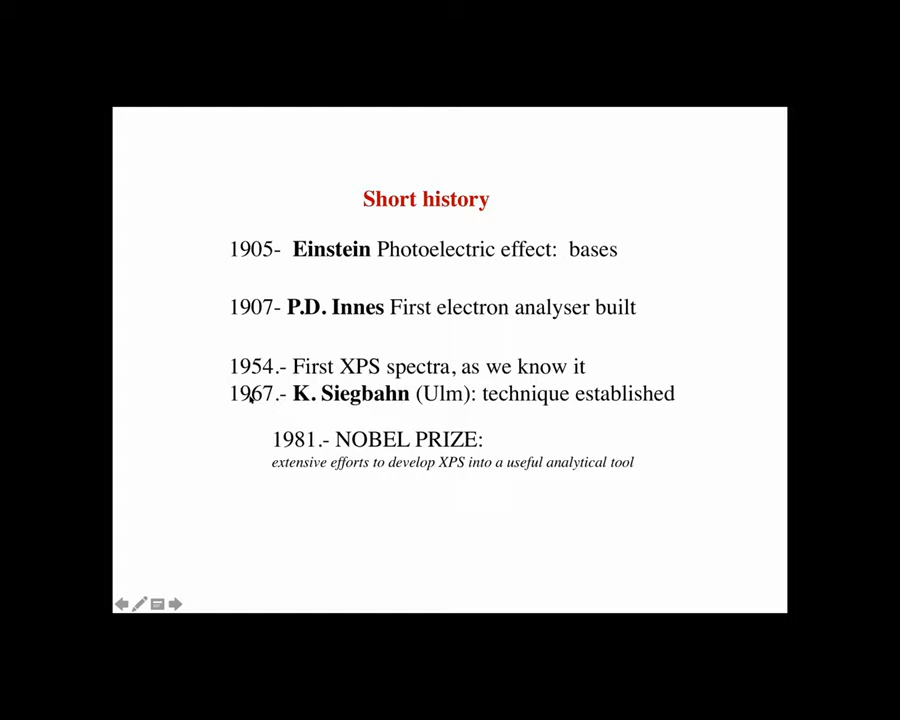 Short history
1905- Einstein Photoelectric effect: bases
1907- P.D. Innes First electron analyser built
1954.- First XPS spectra, as we know it
1967.- K. Siegbahn (Ulm): technique established
1981.- NOBEL PRIZE:
extensive efforts to develop XPS into a useful analytical tool